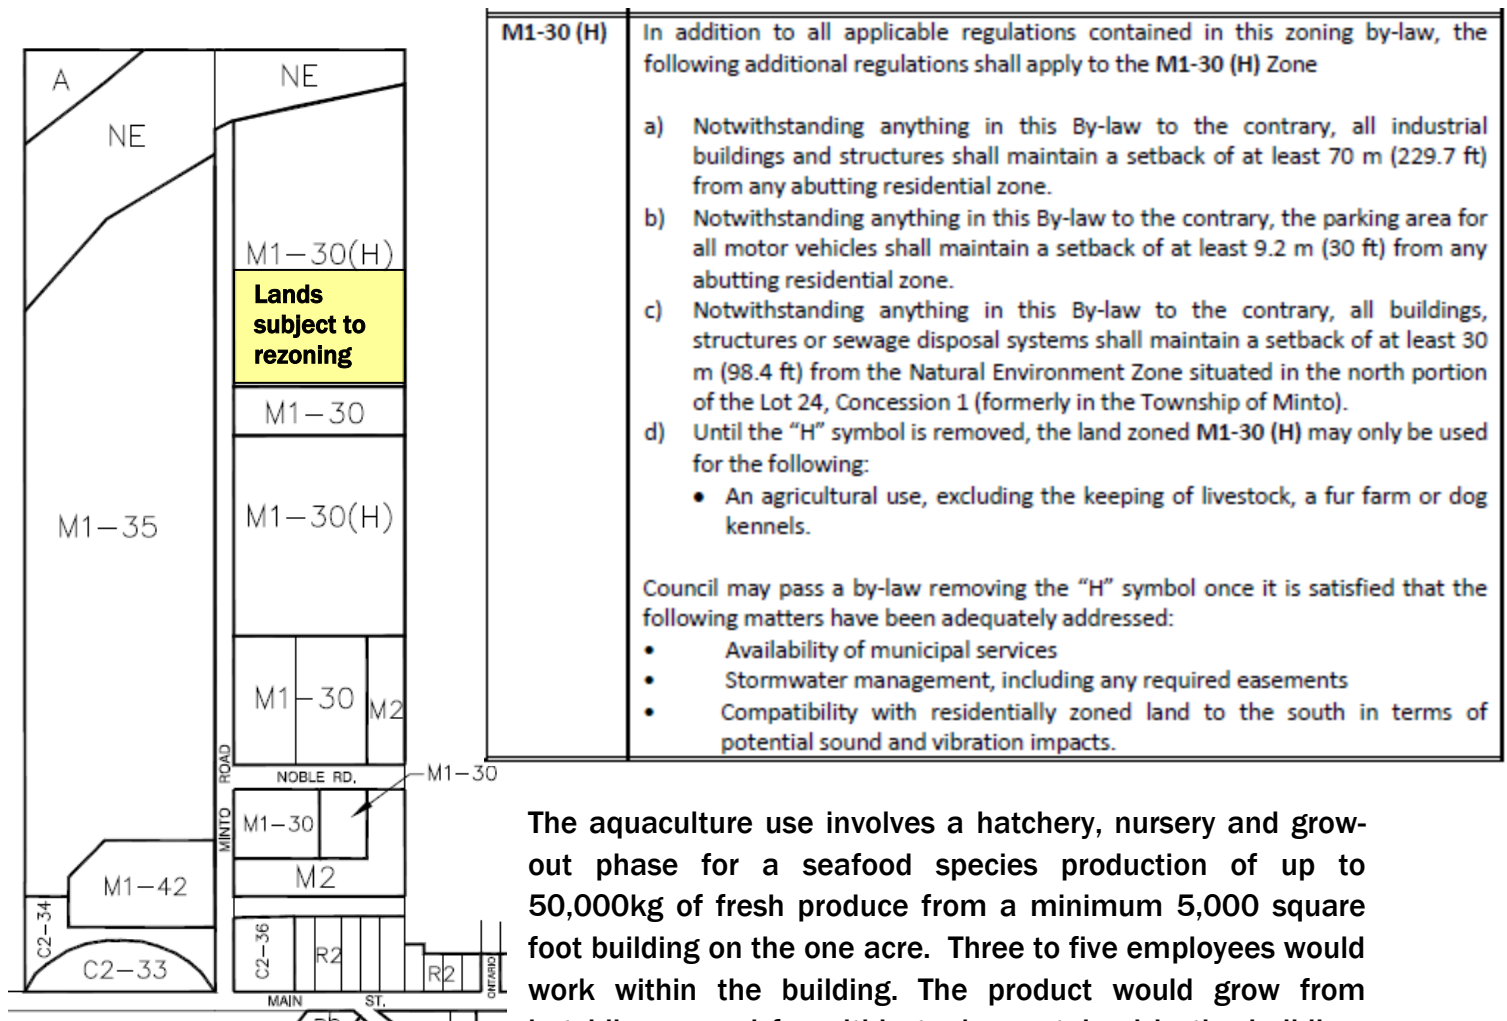 A
NE
NE
M1-30(H)
Lands
subject to
rezoning
M1-30
M1-35
M1-30(H)
M1-30
M2
ROAD
NOBLE RD.
M1-30
MINTO
M1-30
M1-42
M2
C2-34
C2-33
C2-36
R2
R2
ONTARIO
MAIN ST.
M1-30 (H)
In addition to all applicable regulations contained in this zoning by-law, the
following additional regulations shall apply to the M1-30 (H) Zone
a) Notwithstanding anything in this By-law to the contrary, all industrial
buildings and structures shall maintain a setback of at least 70 m (229.7 ft)
from any abutting residential zone.
b) Notwithstanding anything in this By-law to the contrary, the parking area for
all motor vehicles shall maintain a setback of at least 9.2 m (30 ft) from any
abutting residential zone.
c) Notwithstanding anything in this By-law to the contrary, all buildings,
structures or sewage disposal systems shall maintain a setback of at least 30
m (98.4 ft) from the Natural Environment Zone situated in the north portion
of the Lot 24, Concession 1 (formerly in the Township of Minto).
d) Until the “H” symbol is removed, the land zoned M1-30 (H) may only be used
for the following:
• An agricultural use, excluding the keeping of livestock, a fur farm or dog
kennels.
Council may pass a by-law removing the “H” symbol once it is satisfied that the
following matters have been adequately addressed:
• Availability of municipal services
• Stormwater management, including any required easements
• Compatibility with residentially zoned land to the south in terms of
potential sound and vibration impacts.
The aquaculture use involves a hatchery, nursery and grow-
out phase for a seafood species production of up to
50,000kg of fresh produce from a minimum 5,000 square
foot building on the one acre. Three to five employees would
work within the building. The product would grow from